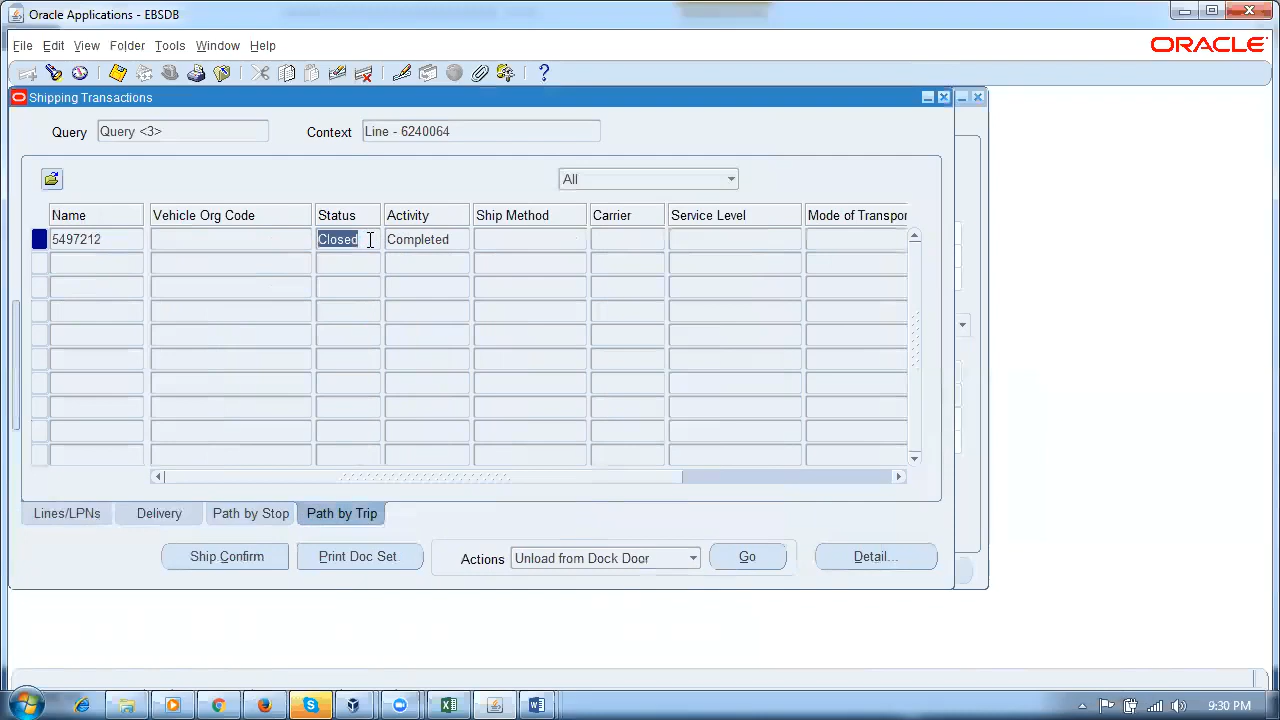 Oracle Applications - EBSDB
File Edit View Folder Tools Window Help
ORACLE
Shipping Transactions
Query Query <3> Context Line - 6240064
All
Name Vehicle Org Code Status Activity Ship Method Carrier Service Level Mode of Transpor
5497212 Closed Completed
Lines/LPNs Delivery Path by Stop Path by Trip
Ship Confirm Print Doc Set Actions Unload from Dock Door Go Detail...
9:30 PM